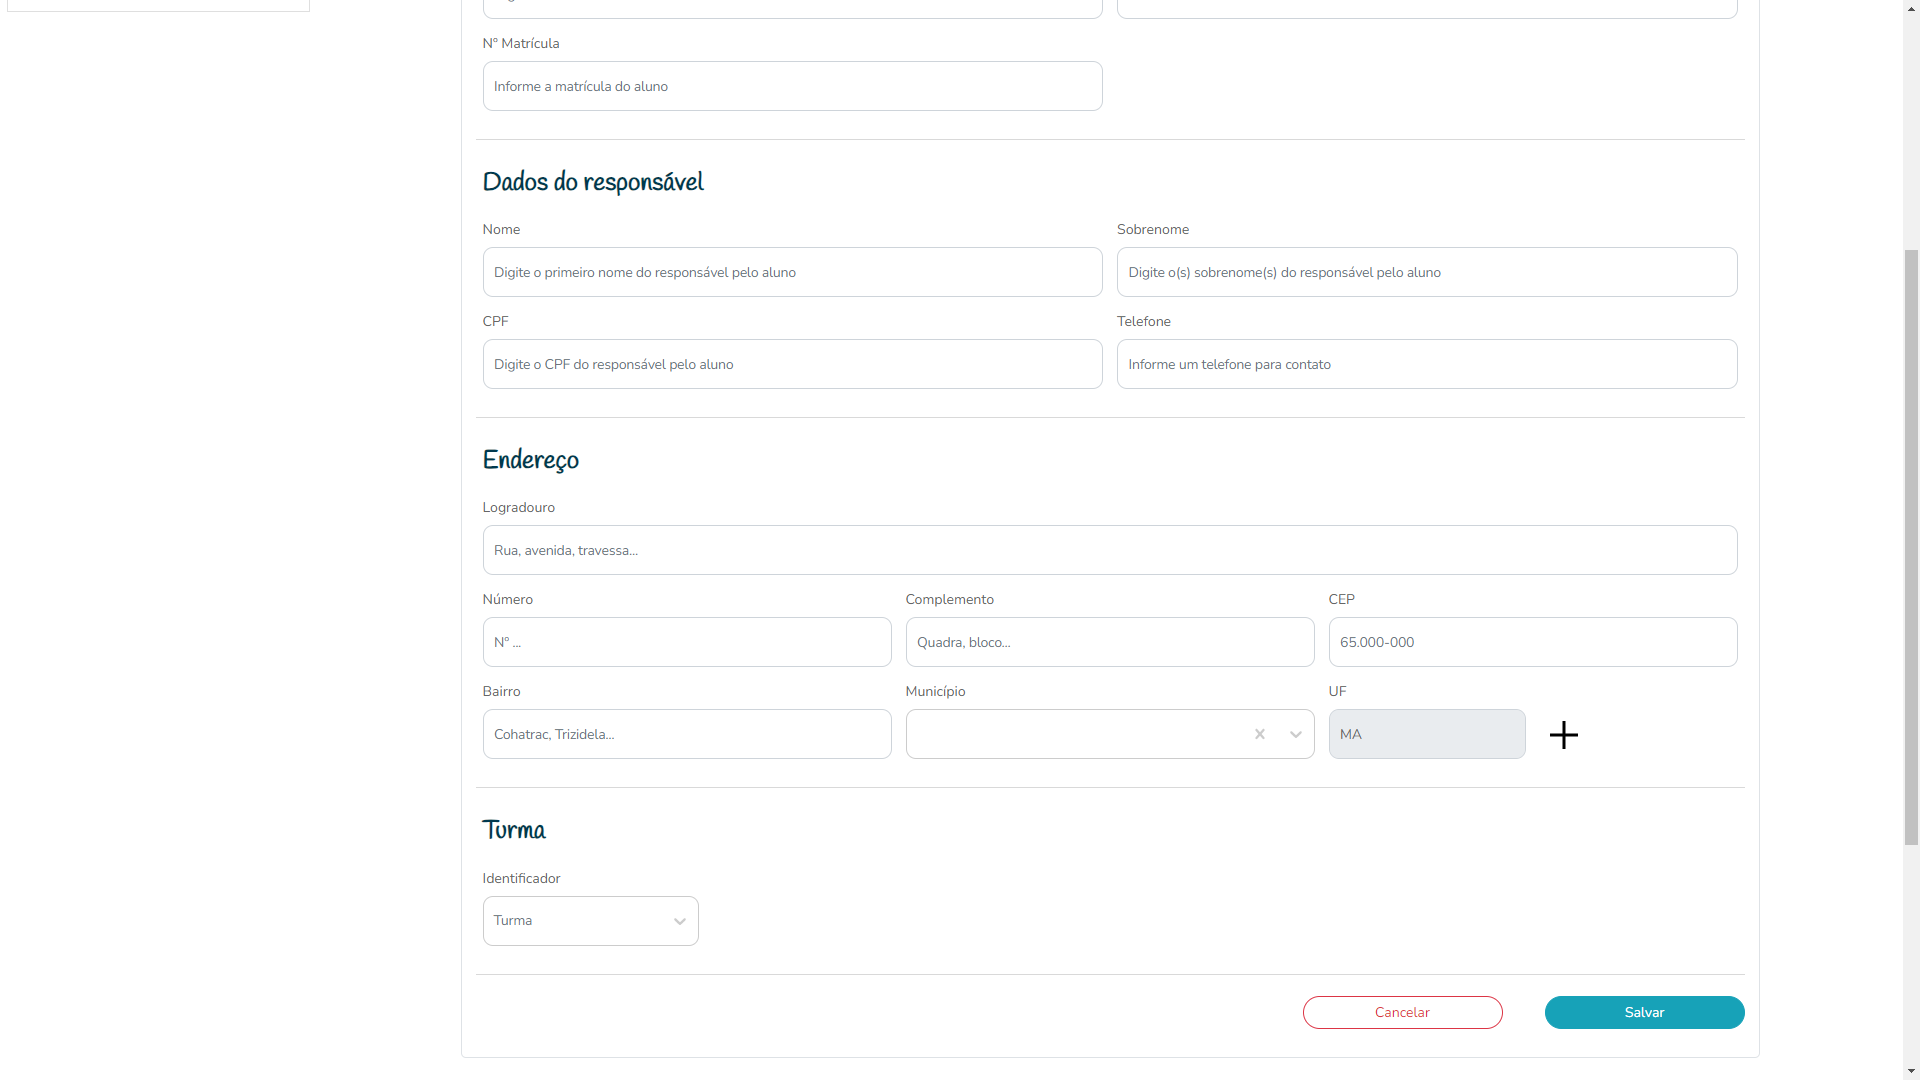 Nº Matrícula
Informe a matrícula do aluno
Dados do responsável
Nome
Sobrenome
Digite o primeiro nome do responsável pelo aluno
Digite o(s) sobrenome(s) do responsável pelo aluno
CPF
Telefone
Digite o CPF do responsável pelo aluno
Informe um telefone para contato
Endereço
Logradouro
Rua, avenida, travessa...
Número
Complemento
CEP
Nº ...
Quadra, bloco...
65.000-000
Bairro
Município
UF
Cohatrac, Trizidela...
MA
Turma
Identificador
Turma
Cancelar
Salvar